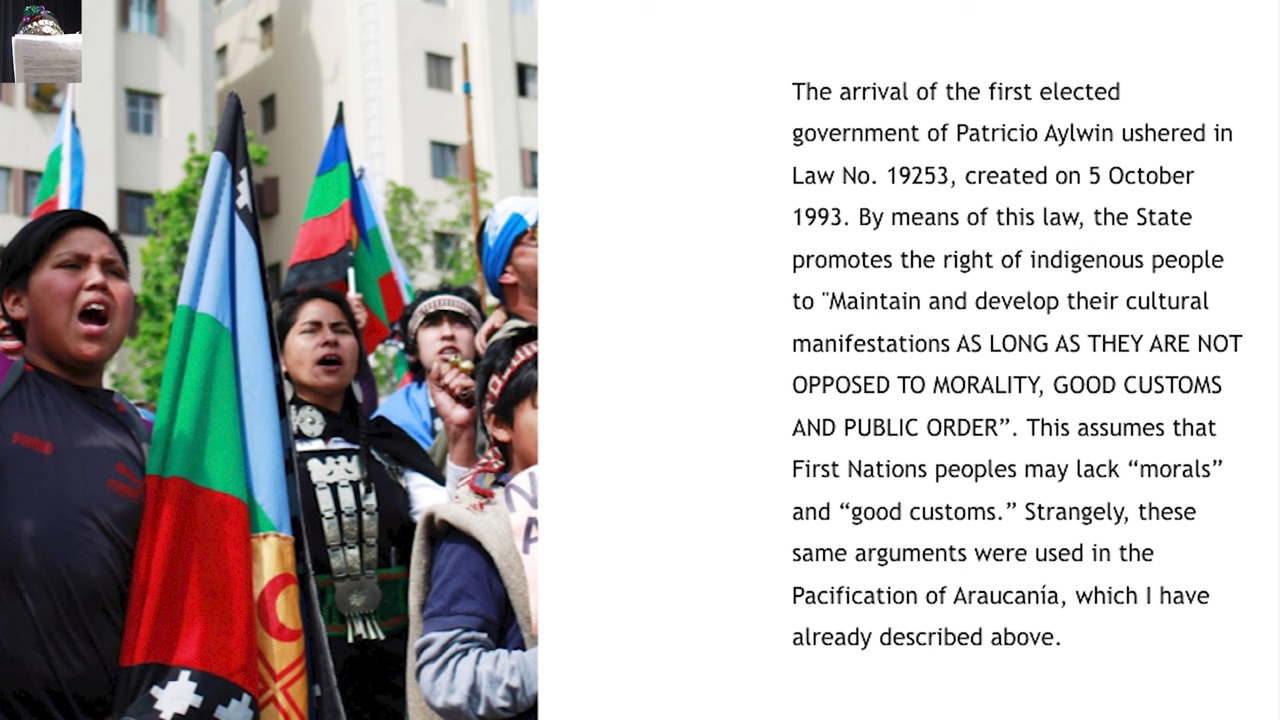 The arrival of the first elected
government of Patricio Aylwin ushered in
Law No. 19253, created on 5 October
1993. By means of this law, the State
promotes the right of indigenous people
to "Maintain and develop their cultural
manifestations AS LONG AS THEY ARE NOT
OPPOSED TO MORALITY, GOOD CUSTOMS
AND PUBLIC ORDER”. This assumes that
First Nations peoples may lack “morals”
and “good customs.” Strangely, these
same arguments were used in the
Pacification of Araucanía, which I have
already described above.